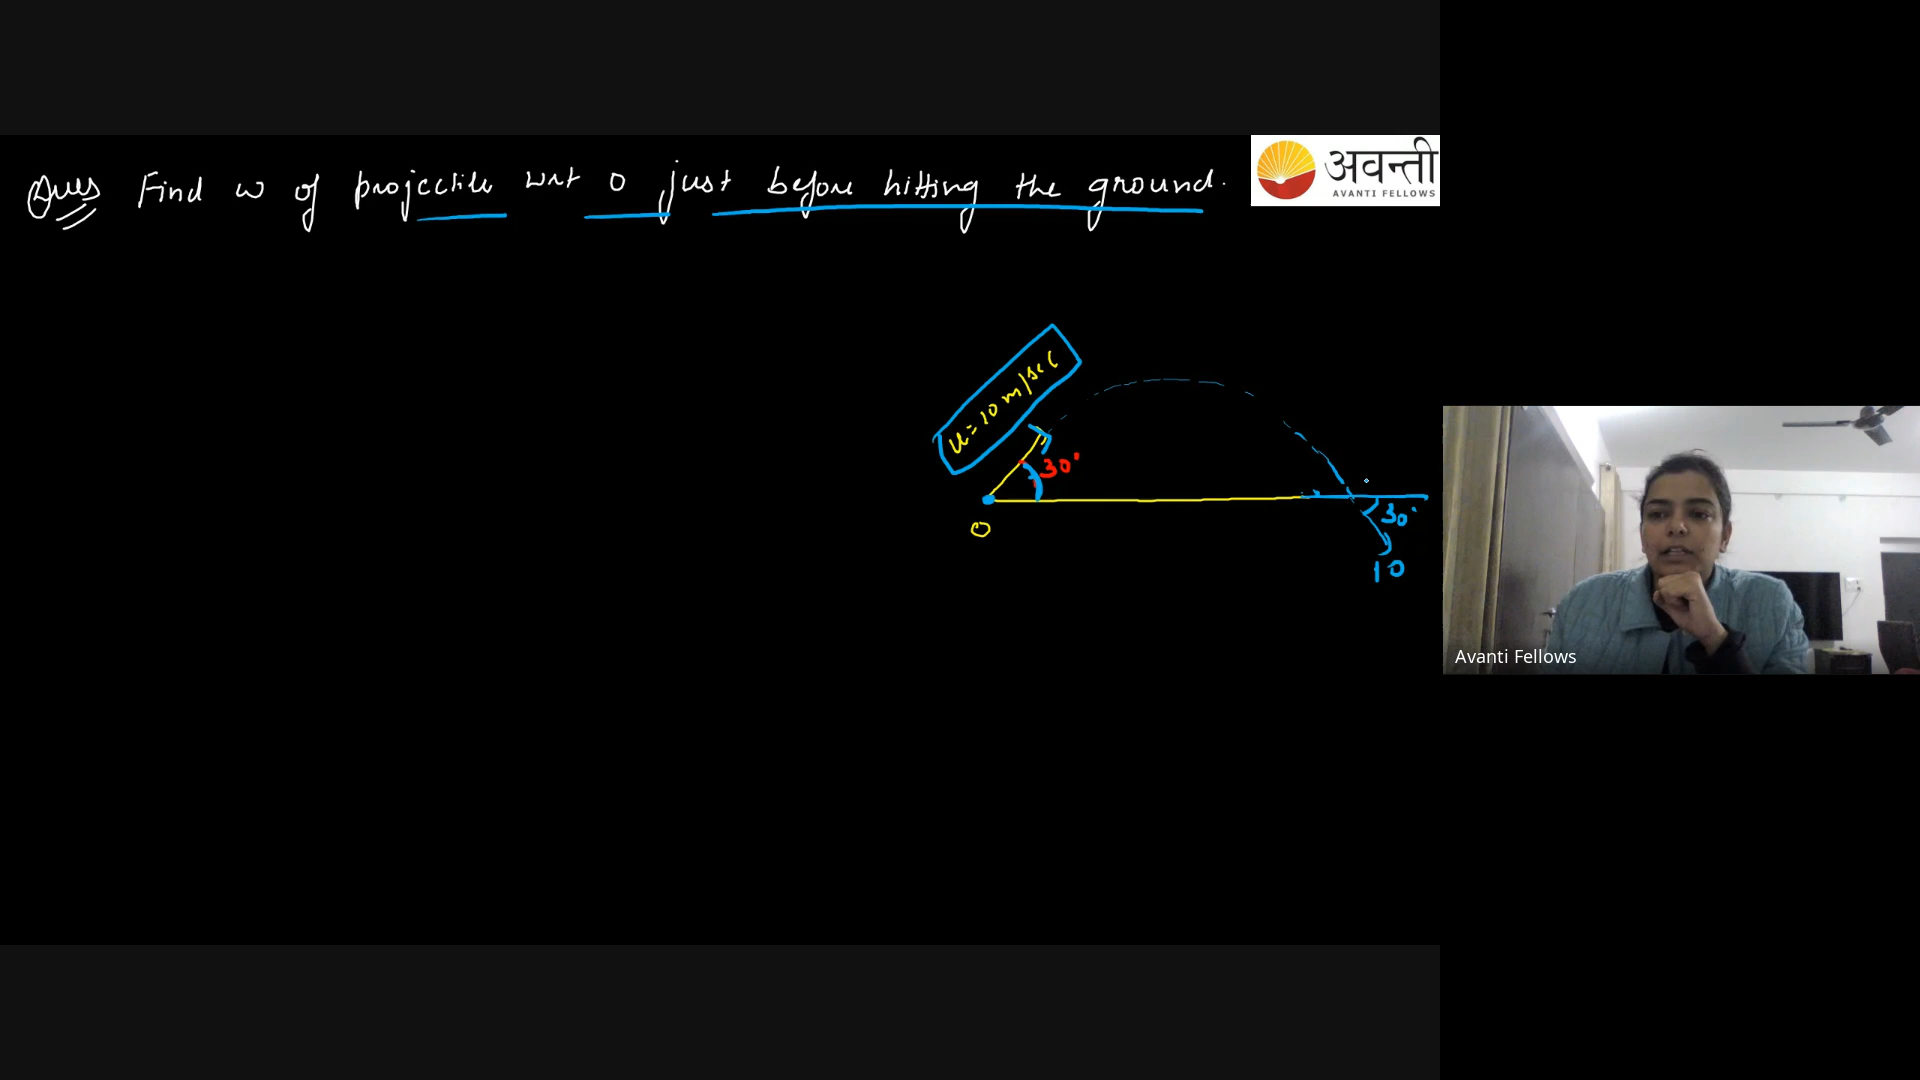 Ques Find w of projectile wrt O just before hitting the ground.
अवन्ती
AVANTI FELLOWS
u = 10 m/sec
30°
O
30°
10
Avanti Fellows